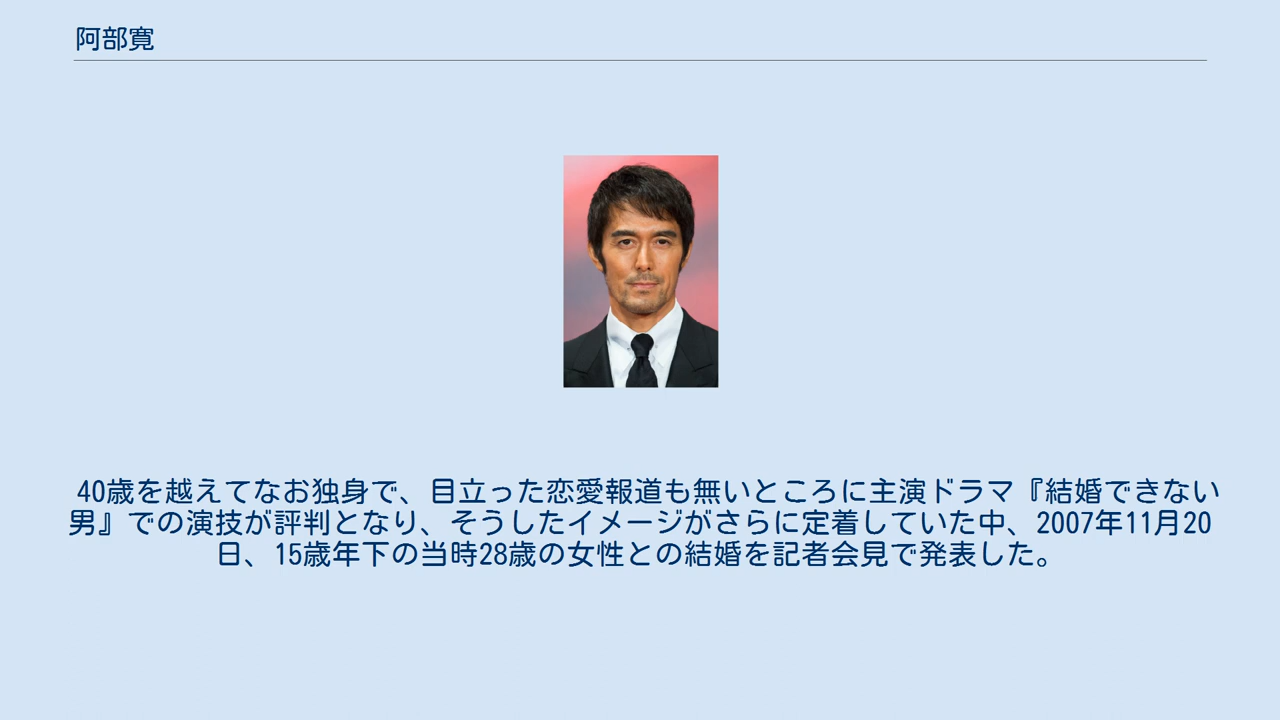 阿部寛
40歳を越えてなお独身で、目立った恋愛報道も無いところに主演ドラマ『結婚できない
男』での演技が評判となり、そうしたイメージがさらに定着していた中、2007年11月20
日、15歳年下の当時28歳の女性との結婚を記者会見で発表した。